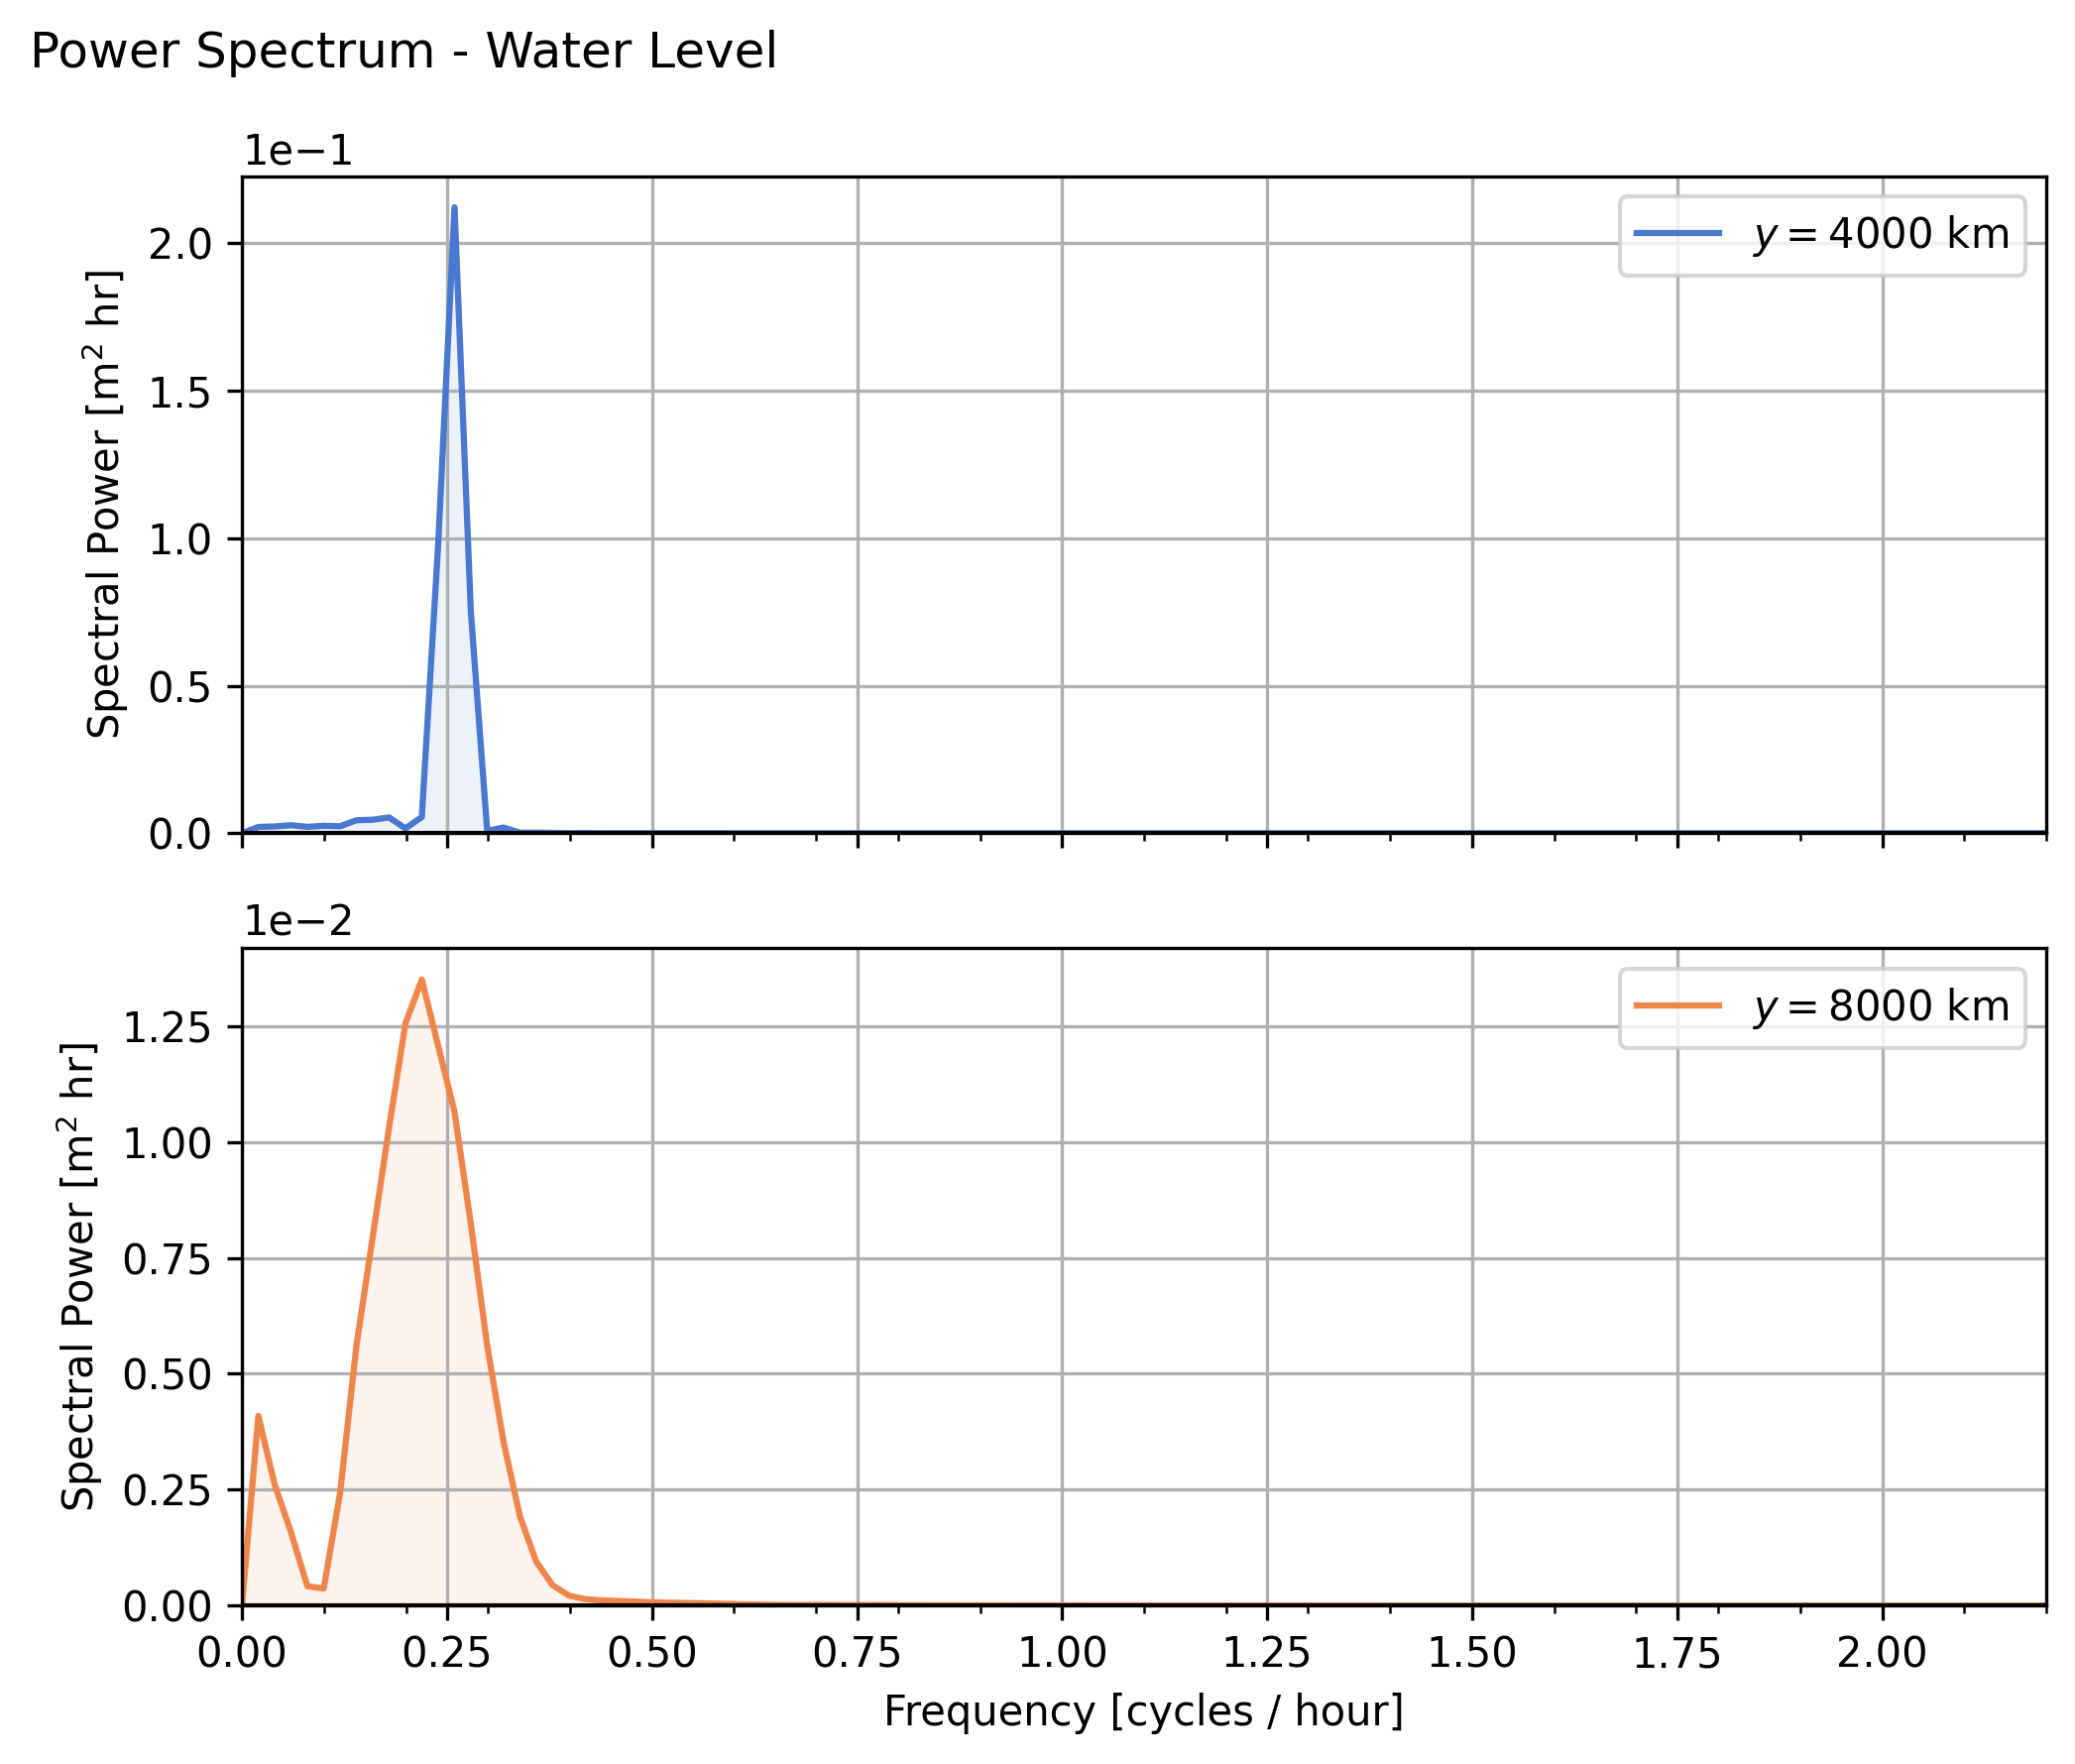 Power Spectrum - Water Level
1e−1
2.0
1.5
1.0
0.5
0.0
Spectral Power [m² hr]
y = 4000 km
1e−2
1.25
1.00
0.75
0.50
0.25
0.00
Spectral Power [m² hr]
y = 8000 km
0.00 0.25 0.50 0.75 1.00 1.25 1.50 1.75 2.00
Frequency [cycles / hour]